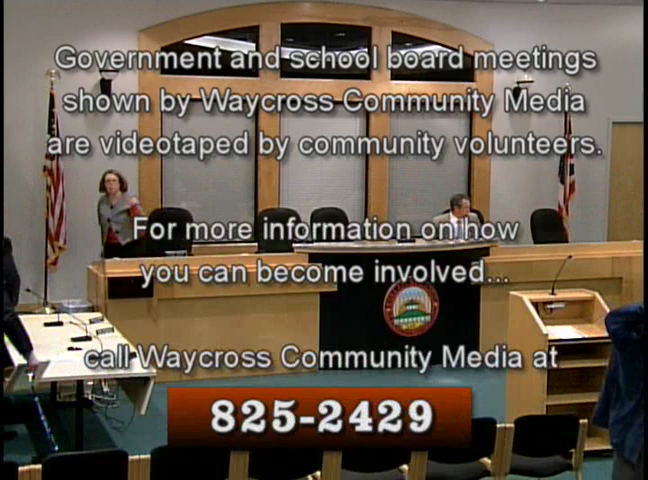 Government and school board meetings
shown by Waycross Community Media
are videotaped by community volunteers.
For more information on how
you can become involved...
call Waycross Community Media at
825-2429